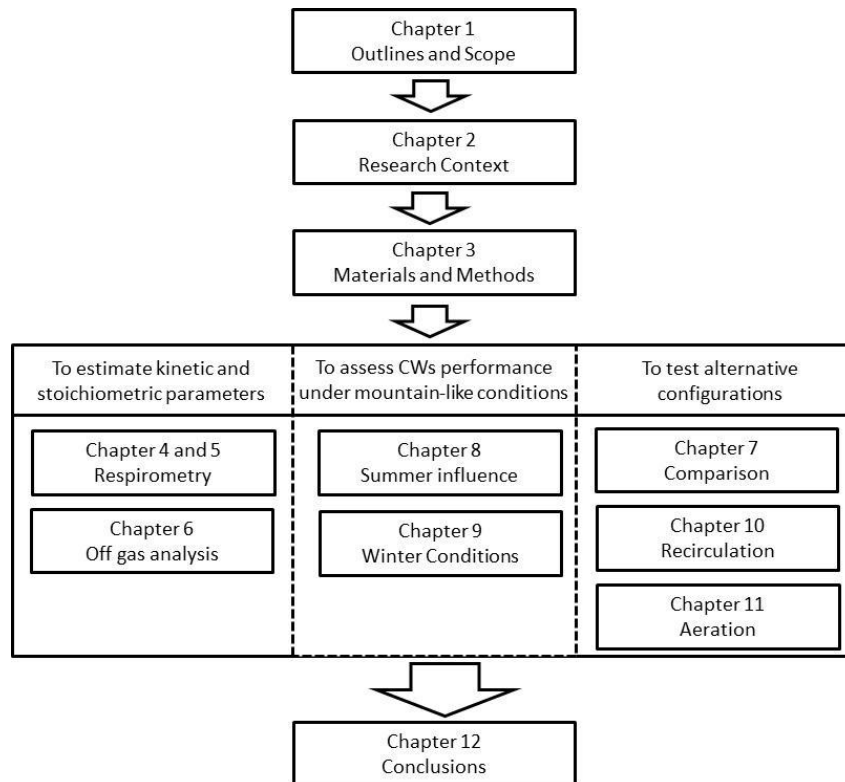 Chapter 1
Outlines and Scope
Chapter 2
Research Context
Chapter 3
Materials and Methods
To estimate kinetic and
stoichiometric parameters
To assess CWs performance
under mountain-like conditions
To test alternative
configurations
Chapter 4 and 5
Respirometry
Chapter 6
Off gas analysis
Chapter 8
Summer influence
Chapter 9
Winter Conditions
Chapter 7
Comparison
Chapter 10
Recirculation
Chapter 11
Aeration
Chapter 12
Conclusions